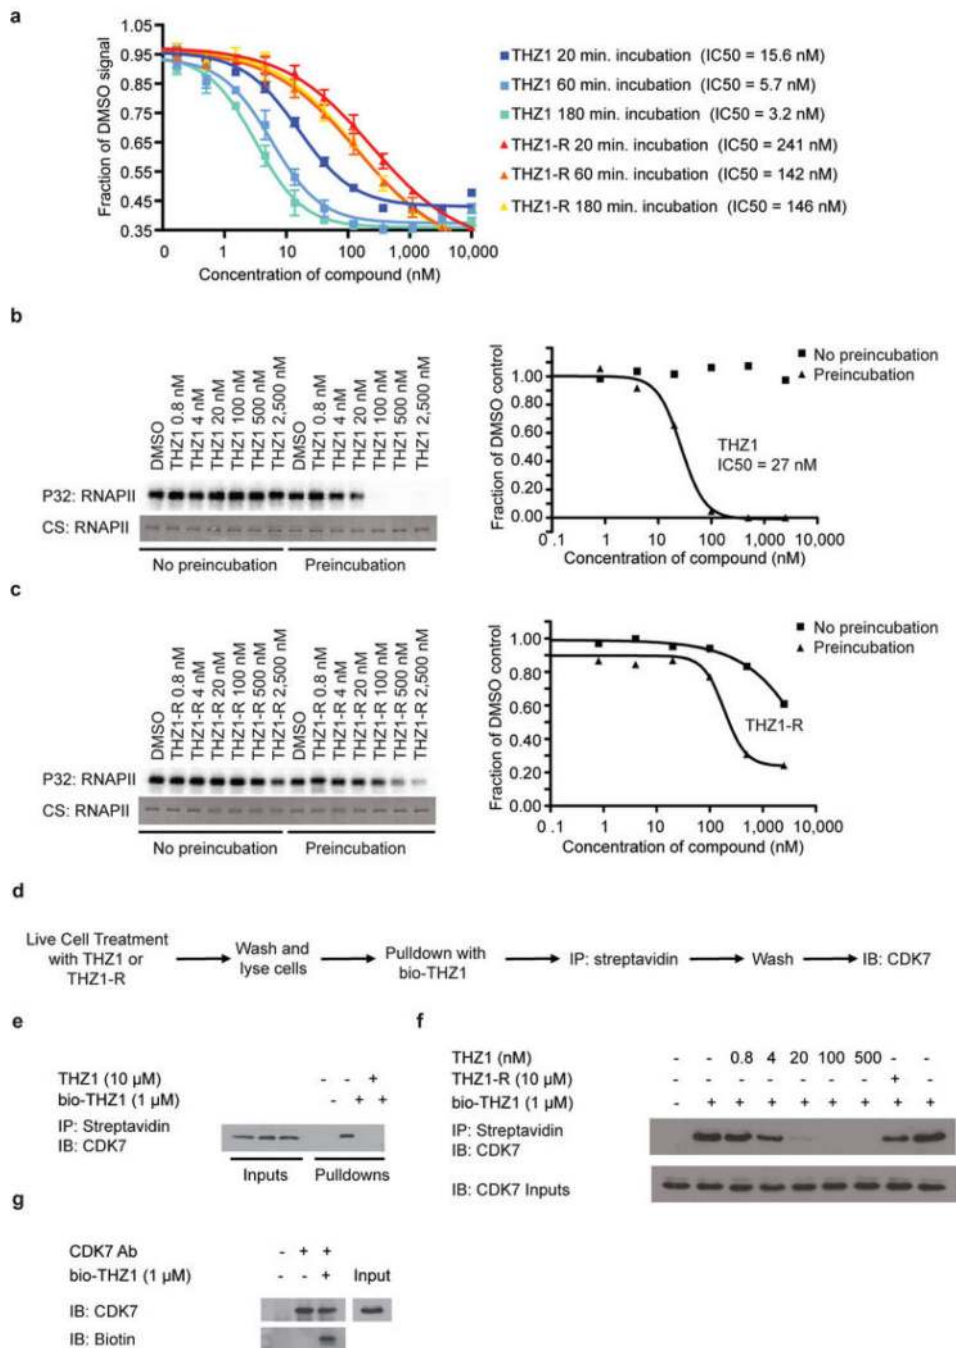 a
Fraction of DMSO signal
1.05
0.95
0.85
0.75
0.65
0.55
0.45
0.35
0 1 10 100 1,000 10,000
Concentration of compound (nM)
THZ1 20 min. incubation (IC50 = 15.6 nM)
THZ1 60 min. incubation (IC50 = 5.7 nM)
THZ1 180 min. incubation (IC50 = 3.2 nM)
THZ1-R 20 min. incubation (IC50 = 241 nM)
THZ1-R 60 min. incubation (IC50 = 142 nM)
THZ1-R 180 min. incubation (IC50 = 146 nM)
b
DMSO
THZ1 0.8 nM
THZ1 4 nM
THZ1 20 nM
THZ1 100 nM
THZ1 500 nM
THZ1 2,500 nM
DMSO
THZ1 0.8 nM
THZ1 4 nM
THZ1 20 nM
THZ1 100 nM
THZ1 500 nM
THZ1 2,500 nM
P32: RNAPII
CS: RNAPII
No preincubation Preincubation
Fraction of DMSO control
1.00
0.80
0.60
0.40
0.20
0.00
0.1 1 10 100 1,000 10,000
Concentration of compound (nM)
No preincubation
Preincubation
THZ1
IC50 = 27 nM
c
DMSO
THZ1-R 0.8 nM
THZ1-R 4 nM
THZ1-R 20 nM
THZ1-R 100 nM
THZ1-R 500 nM
THZ1-R 2,500 nM
DMSO
THZ1-R 0.8 nM
THZ1-R 4 nM
THZ1-R 20 nM
THZ1-R 100 nM
THZ1-R 500 nM
THZ1-R 2,500 nM
P32: RNAPII
CS: RNAPII
No preincubation Preincubation
Fraction of DMSO control
1.00
0.80
0.60
0.40
0.20
0.00
0.1 1 10 100 1,000 10,000
Concentration of compound (nM)
No preincubation
Preincubation
THZ1-R
d
Live Cell Treatment
with THZ1 or
THZ1-R
Wash and
lyse cells
Pulldown with
bio-THZ1
IP: streptavidin
Wash
IB: CDK7
e
THZ1 (10 µM) - - +
bio-THZ1 (1 µM) - + +
IP: Streptavidin
IB: CDK7
Inputs Pulldowns
f
THZ1 (nM) - - 0.8 4 20 100 500 - -
THZ1-R (10 µM) - - - - - - - + -
bio-THZ1 (1 µM) - + + + + + + + +
IP: Streptavidin
IB: CDK7
IB: CDK7 Inputs
g
CDK7 Ab - + +
bio-THZ1 (1 µM) - - + Input
IB: CDK7
IB: Biotin